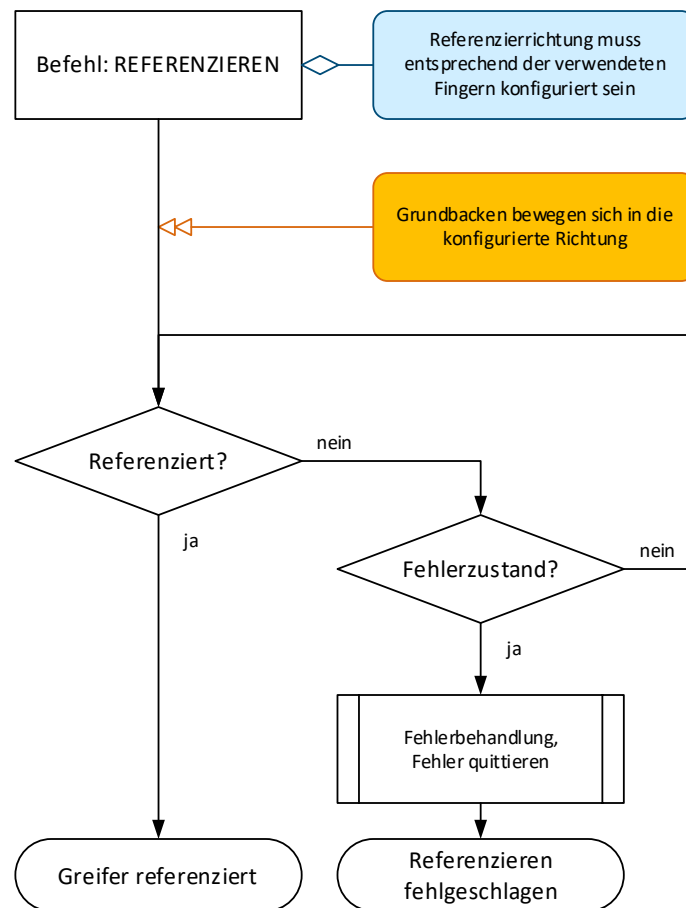 Befehl: REFERENZIEREN
Referenzierrichtung muss
entsprechend der verwendeten
Fingern konfiguriert sein
Grundbacken bewegen sich in die
konfigurierte Richtung
Referenziert?
nein
ja
Fehlerzustand?
nein
ja
Fehlerbehandlung,
Fehler quittieren
Greifer referenziert
Referenzieren
fehlgeschlagen